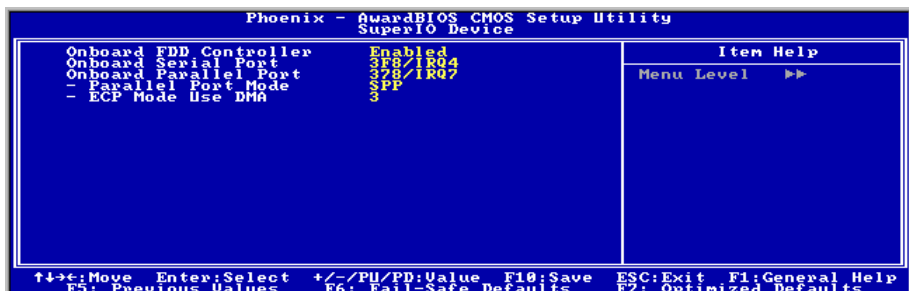 Phoenix - AwardBIOS CMOS Setup Utility
SuperIO Device
Onboard FDD Controller Enabled
Onboard Serial Port 3F8/IRQ4
Onboard Parallel Port 378/IRQ7
- Parallel Port Mode SPP
- ECP Mode Use DMA 3
Item Help
Menu Level ▶▶
↑↓→←:Move Enter:Select +/-/PU/PD:Value F10:Save ESC:Exit F1:General Help
F5: Previous Values F6: Fail-Safe Defaults F7: Optimized Defaults